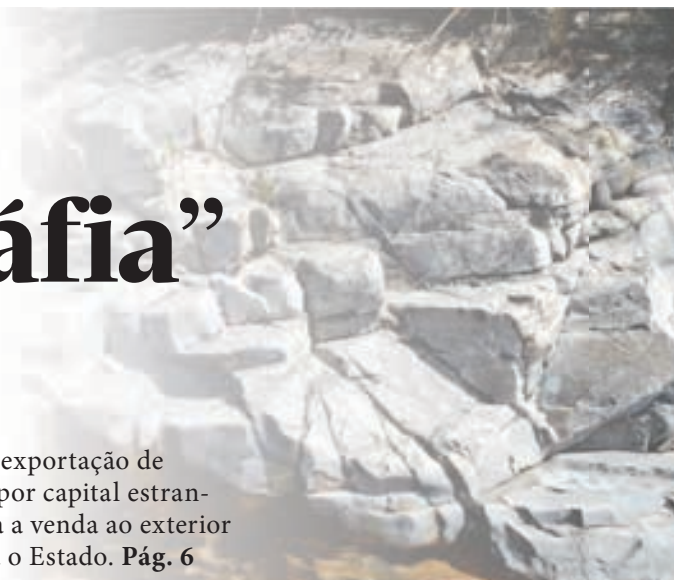 áfia”
exportação de
por capital estran-
a venda ao exterior
o Estado. Pág. 6